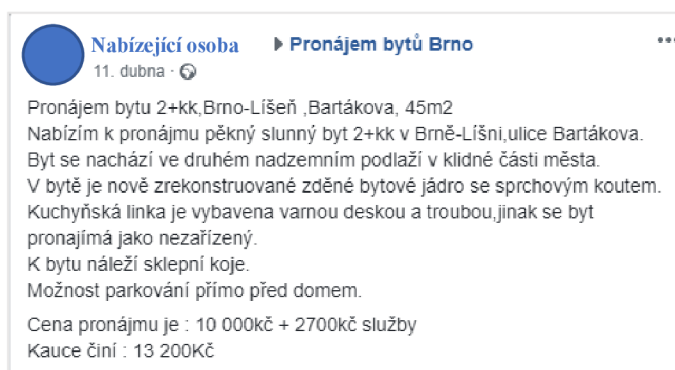 Nabízející osoba ▶ Pronájem bytů Brno
11. dubna ·
Pronájem bytu 2+kk,Brno-Líšeň ,Bartákova, 45m2
Nabízím k pronájmu pěkný slunný byt 2+kk v Brně-Líšni,ulice Bartákova.
Byt se nachází ve druhém nadzemním podlaží v klidné části města.
V bytě je nově zrekonstruované zděné bytové jádro se sprchovým koutem.
Kuchyňská linka je vybavena varnou deskou a troubou,jinak se byt
pronajímá jako nezařízený.
K bytu náleží sklepní koje.
Možnost parkování přímo před domem.
Cena pronájmu je : 10 000kč + 2700kč služby
Kauce činí : 13 200Kč